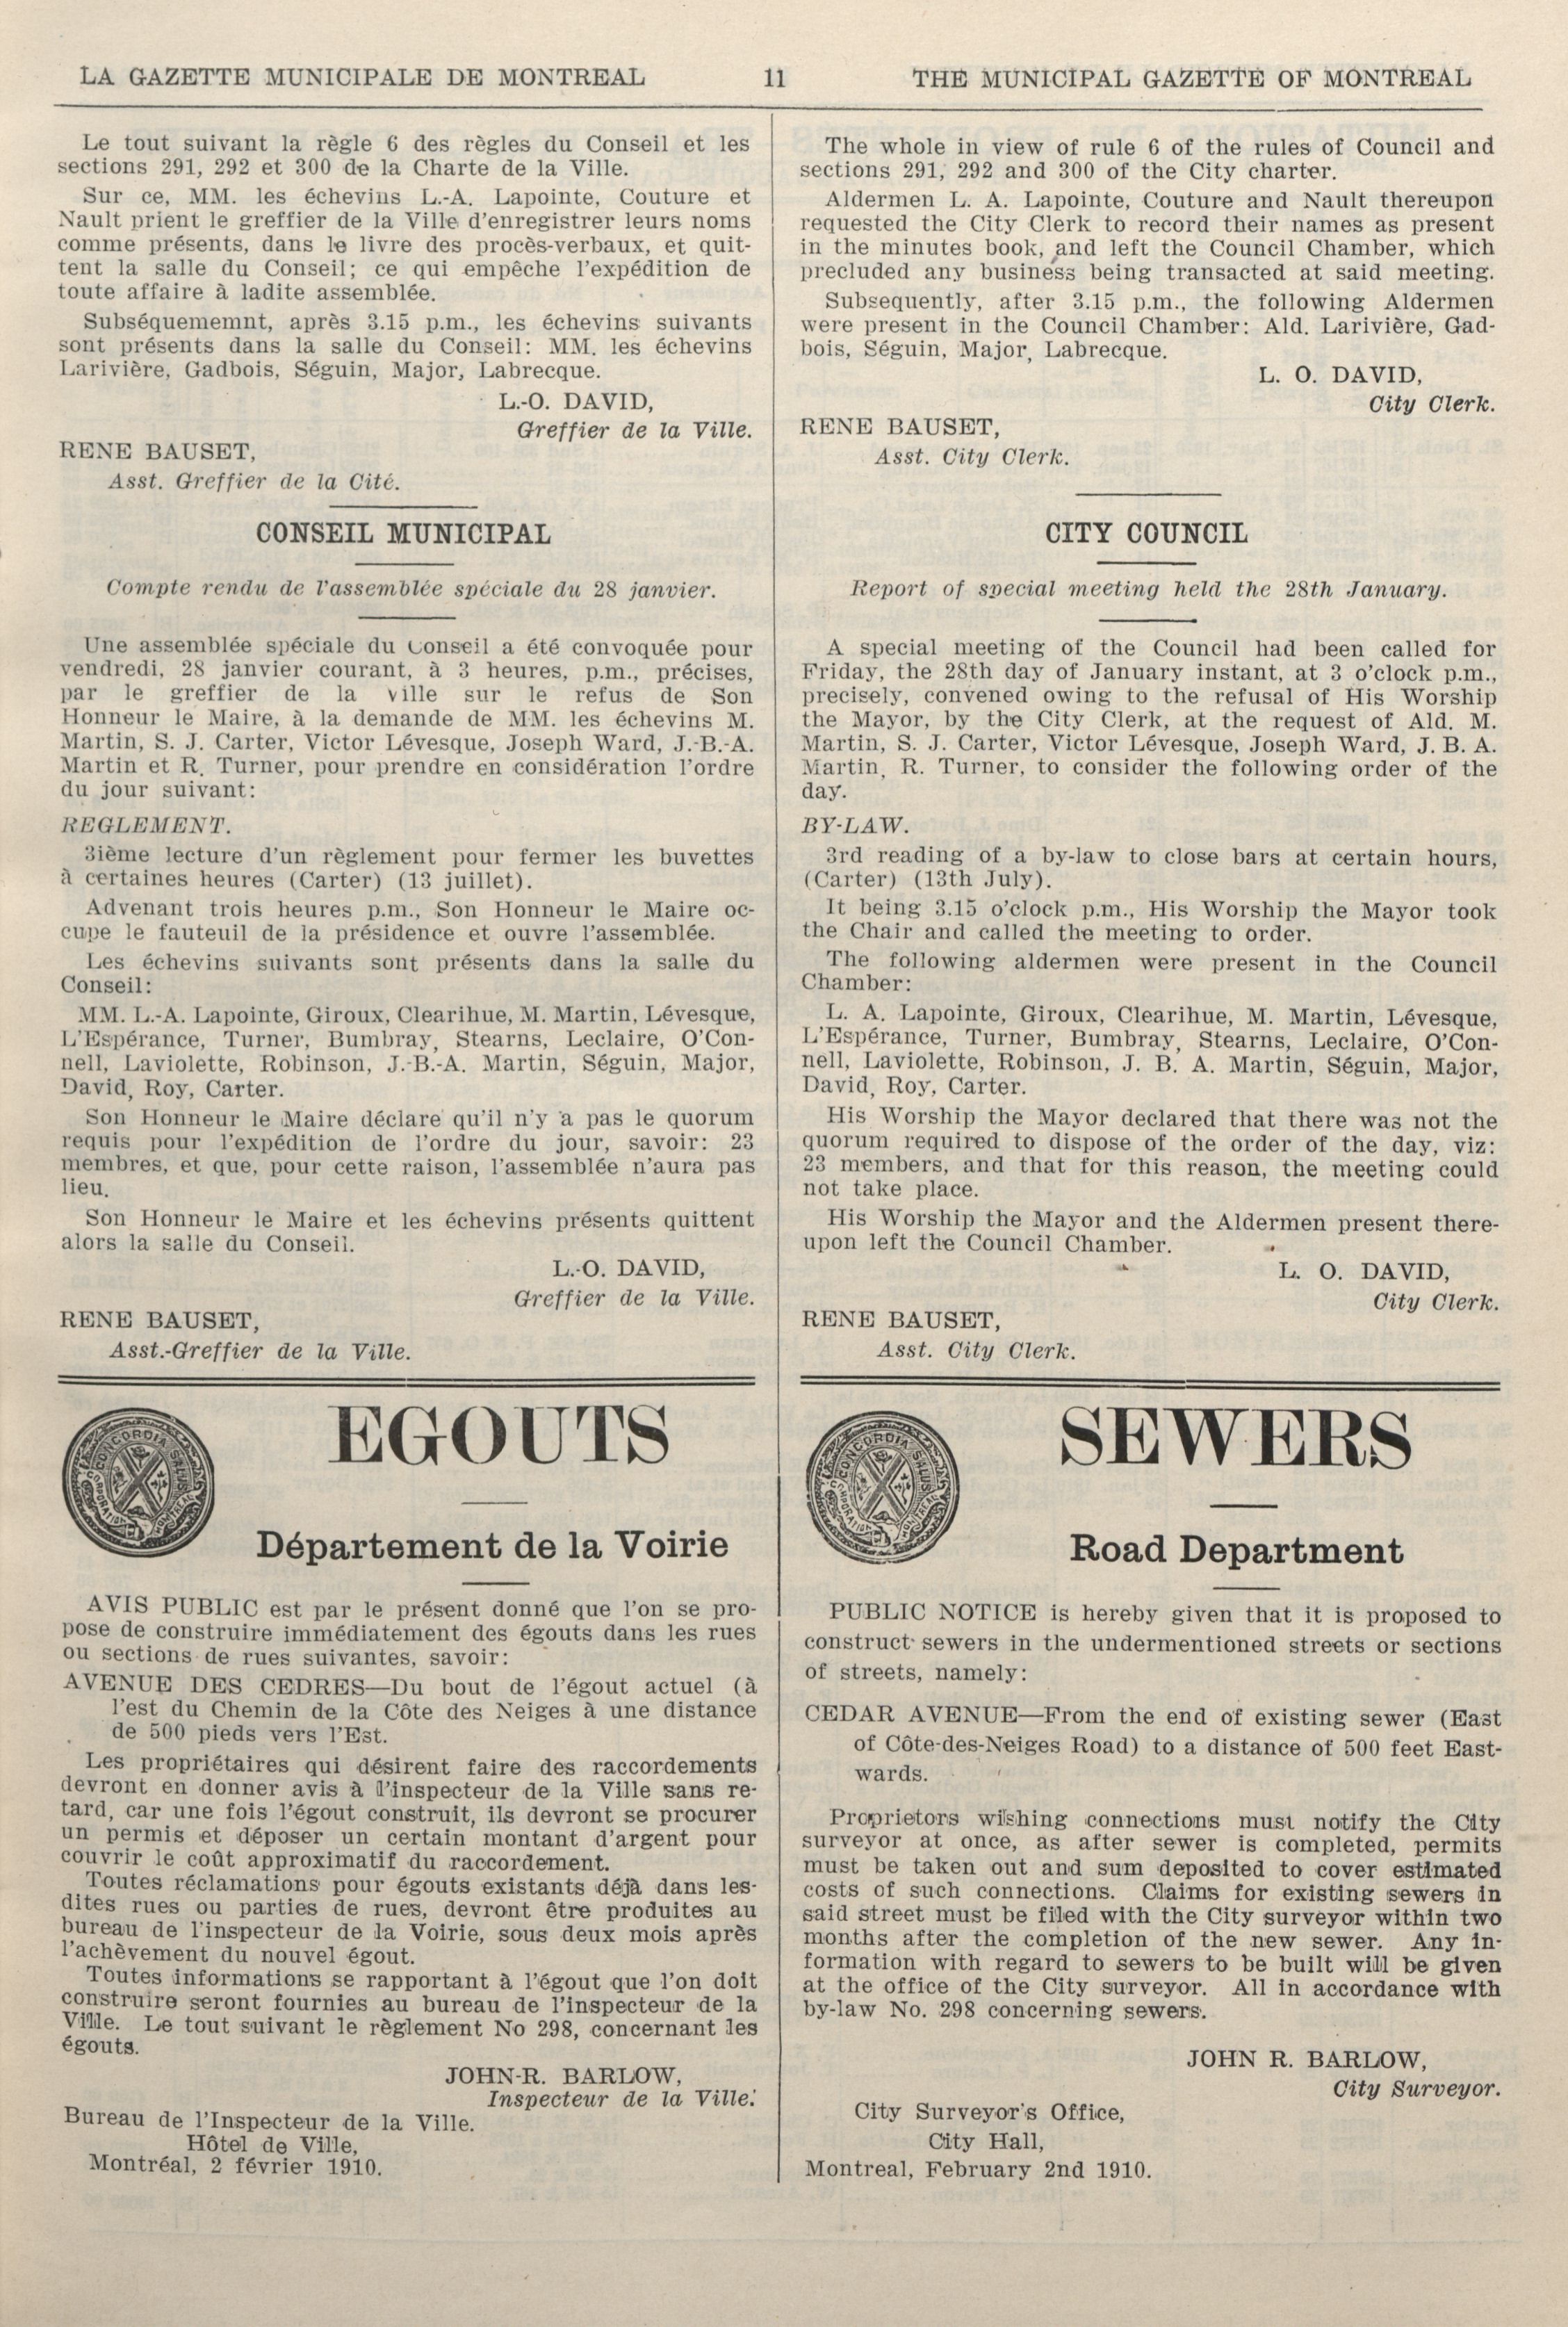 LA GAZETTE MUNICIPALE DE MONTREAL 11 THE MUNICIPAL GAZETTE OF MONTREAL
Le tout suivant la règle 6 des règles du Conseil et les
sections 291, 292 et 300 de la Charte de la Ville.
Sur ce, MM. les échevins L.-A. Lapointe, Couture et
Nault prient le greffier de la Ville d'enregistrer leurs noms
comme présents, dans le livre des procès-verbaux, et quit-
tent la salle du Conseil; ce qui empêche l'expédition de
toute affaire à ladite assemblée.
Subséquememnt, après 3.15 p.m., les échevins suivants
sont présents dans la salle du Conseil: MM. les échevins
Larivière, Gadbois, Séguin, Major, Labrecque.
L.-O. DAVID,
Greffier de la Ville.
RENE BAUSET,
Asst. Greffier de la Cité.
CONSEIL MUNICIPAL
Compte rendu de l'assemblée spéciale du 28 janvier.
Une assemblée spéciale du Conseil a été convoquée pour
vendredi, 28 janvier courant, à 3 heures, p.m., précises,
par le greffier de la Ville sur le refus de Son
Honneur le Maire, à la demande de MM. les échevins M.
Martin, S. J. Carter, Victor Lévesque, Joseph Ward, J.-B.-A.
Martin et R. Turner, pour prendre en considération l'ordre
du jour suivant:
REGLEMENT.
3ième lecture d'un règlement pour fermer les buvettes
à certaines heures (Carter) (13 juillet).
Advenant trois heures p.m., Son Honneur le Maire oc-
cupe le fauteuil de la présidence et ouvre l'assemblée.
Les échevins suivants sont présents dans la salle du
Conseil:
MM. L.-A. Lapointe, Giroux, Clearihue, M. Martin, Lévesque,
L'Espérance, Turner, Bumbray, Stearns, Leclaire, O'Con-
nell, Laviolette, Robinson, J.-B.-A. Martin, Séguin, Major,
David, Roy, Carter.
Son Honneur le Maire déclare qu'il n'y a pas le quorum
requis pour l'expédition de l'ordre du jour, savoir: 23
membres, et que, pour cette raison, l'assemblée n'aura pas
lieu.
Son Honneur le Maire et les échevins présents quittent
alors la salle du Conseil.
L.-O. DAVID,
Greffier de la Ville.
RENE BAUSET,
Asst.-Greffier de la Ville.
CONCORDIA SALUS
CORPORATION MONTREAL
EGOUTS
Département de la Voirie
AVIS PUBLIC est par le présent donné que l'on se pro-
pose de construire immédiatement des égouts dans les rues
ou sections de rues suivantes, savoir:
AVENUE DES CEDRES—Du bout de l'égout actuel (à
l'est du Chemin de la Côte des Neiges à une distance
de 500 pieds vers l'Est.
Les propriétaires qui désirent faire des raccordements
devront en donner avis à l'inspecteur de la Ville sans re-
tard, car une fois l'égout construit, ils devront se procurer
un permis et déposer un certain montant d'argent pour
couvrir le coût approximatif du raccordement.
Toutes réclamations pour égouts existants déjà dans les-
dites rues ou parties de rues, devront être produites au
bureau de l'inspecteur de la Voirie, sous deux mois après
l'achèvement du nouvel égout.
Toutes informations se rapportant à l'égout que l'on doit
construire seront fournies au bureau de l'inspecteur de la
Ville. Le tout suivant le règlement No 298, concernant les
égouts.
JOHN-R. BARLOW,
Inspecteur de la Ville.
Bureau de l'Inspecteur de la Ville.
Hôtel de Ville,
Montréal, 2 février 1910.
The whole in view of rule 6 of the rules of Council and
sections 291, 292 and 300 of the City charter.
Aldermen L. A. Lapointe, Couture and Nault thereupon
requested the City Clerk to record their names as present
in the minutes book, and left the Council Chamber, which
precluded any business being transacted at said meeting.
Subsequently, after 3.15 p.m., the following Aldermen
were present in the Council Chamber: Ald. Larivière, Gad-
bois, Séguin, Major, Labrecque.
L. O. DAVID,
City Clerk.
RENE BAUSET,
Asst. City Clerk.
CITY COUNCIL
Report of special meeting held the 28th January.
A special meeting of the Council had been called for
Friday, the 28th day of January instant, at 3 o'clock p.m.,
precisely, convened owing to the refusal of His Worship
the Mayor, by the City Clerk, at the request of Ald. M.
Martin, S. J. Carter, Victor Lévesque, Joseph Ward, J. B. A.
Martin, R. Turner, to consider the following order of the
day.
BY-LAW.
3rd reading of a by-law to close bars at certain hours,
(Carter) (13th July).
It being 3.15 o'clock p.m., His Worship the Mayor took
the Chair and called the meeting to order.
The following aldermen were present in the Council
Chamber:
L. A. Lapointe, Giroux, Clearihue, M. Martin, Lévesque,
L'Espérance, Turner, Bumbray, Stearns, Leclaire, O'Con-
nell, Laviolette, Robinson, J. B. A. Martin, Séguin, Major,
David, Roy, Carter.
His Worship the Mayor declared that there was not the
quorum required to dispose of the order of the day, viz:
23 members, and that for this reason, the meeting could
not take place.
His Worship the Mayor and the Aldermen present there-
upon left the Council Chamber.
L. O. DAVID,
City Clerk.
RENE BAUSET,
Asst. City Clerk.
CONCORDIA SALUS
CORPORATION MONTREAL
SEWERS
Road Department
PUBLIC NOTICE is hereby given that it is proposed to
construct sewers in the undermentioned streets or sections
of streets, namely:
CEDAR AVENUE—From the end of existing sewer (East
of Côte-des-Neiges Road) to a distance of 500 feet East-
wards.
Proprietors wishing connections must notify the City
surveyor at once, as after sewer is completed, permits
must be taken out and sum deposited to cover estimated
costs of such connections. Claims for existing sewers in
said street must be filed with the City surveyor within two
months after the completion of the new sewer. Any in-
formation with regard to sewers to be built will be given
at the office of the City surveyor. All in accordance with
by-law No. 298 concerning sewers.
JOHN R. BARLOW,
City Surveyor.
City Surveyor's Office,
City Hall,
Montreal, February 2nd 1910.